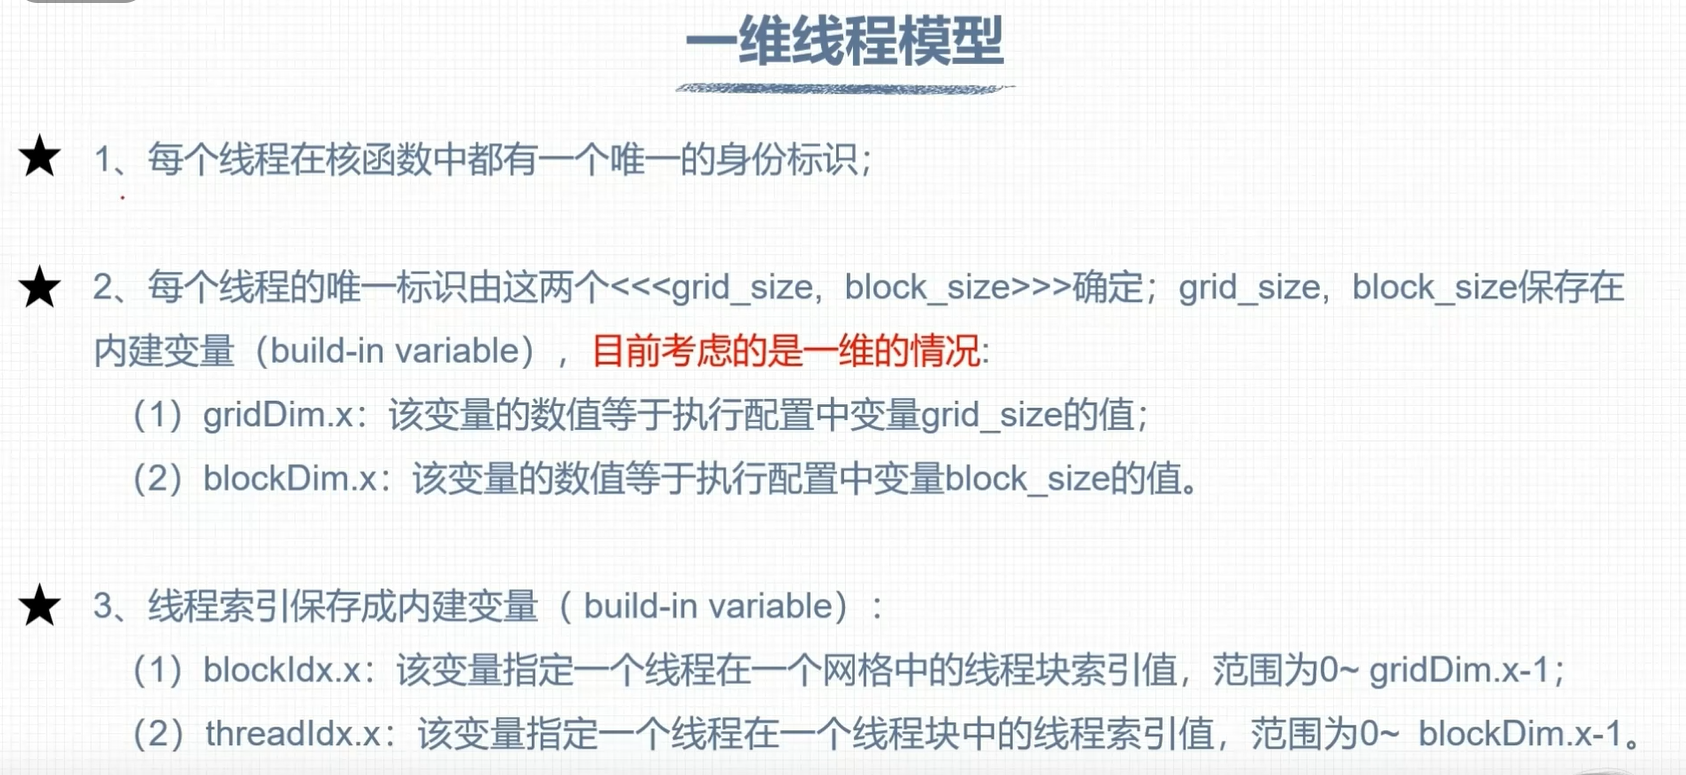 一维线程模型
★ 1、每个线程在核函数中都有一个唯一的身份标识；
★ 2、每个线程的唯一标识由这两个<<<grid_size，block_size>>>确定；grid_size，block_size保存在
内建变量（build-in variable），目前考虑的是一维的情况:
（1）gridDim.x：该变量的数值等于执行配置中变量grid_size的值；
（2）blockDim.x：该变量的数值等于执行配置中变量block_size的值。
★ 3、线程索引保存成内建变量（ build-in variable）：
（1）blockIdx.x：该变量指定一个线程在一个网格中的线程块索引值，范围为0~ gridDim.x-1；
（2）threadIdx.x：该变量指定一个线程在一个线程块中的线程索引值，范围为0~ blockDim.x-1。